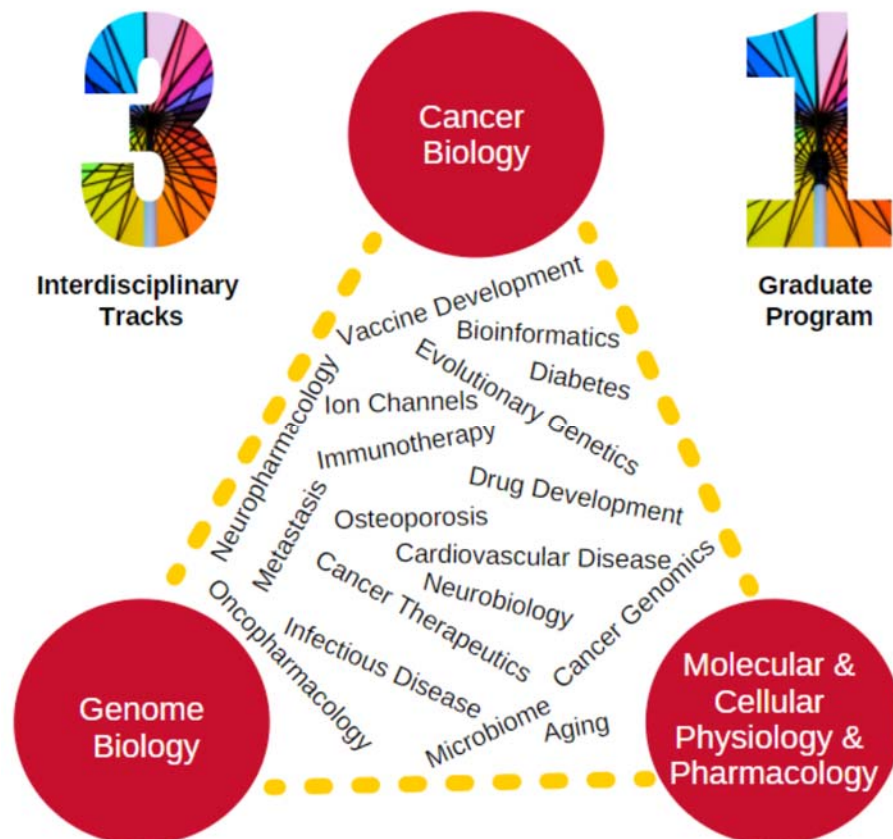 3
Interdisciplinary
Tracks
Cancer
Biology
1
Graduate
Program
Vaccine Development
Bioinformatics
Evolutionary Genetics
Diabetes
Neuropharmacology
Ion Channels
Immunotherapy
Drug Development
Metastasis
Osteoporosis
Cardiovascular Disease
Cancer Therapeutics
Neurobiology
Cancer Genomics
Oncopharmacology
Infectious Disease
Microbiome
Aging
Genome
Biology
Molecular &
Cellular
Physiology &
Pharmacology